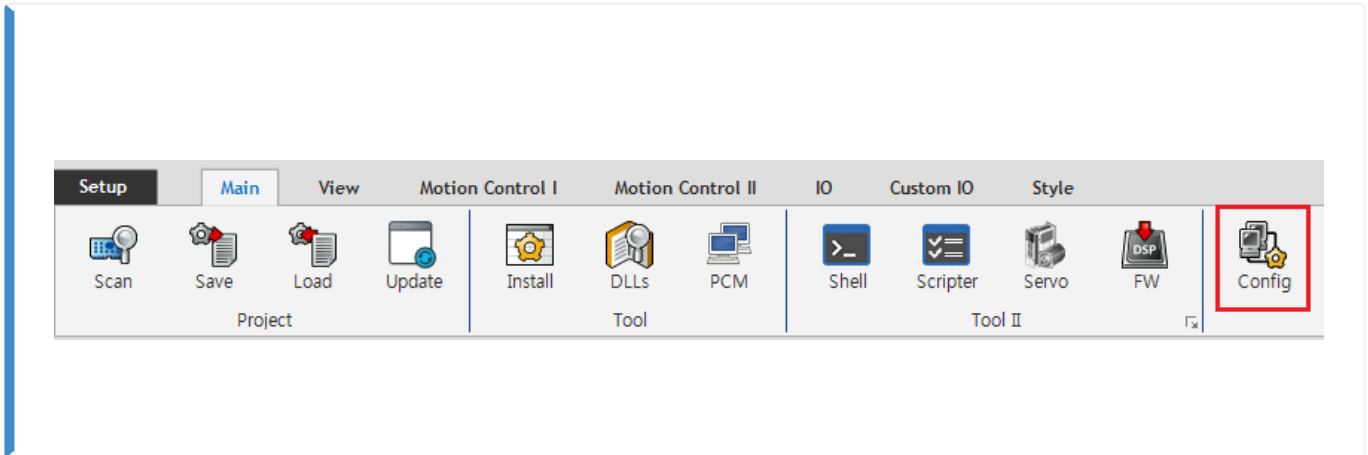 Setup Main View Motion Control I Motion Control II IO Custom IO Style
Scan Save Load Update Install DLLs PCM Shell Scripter Servo DSP FW Config
Project Tool Tool II